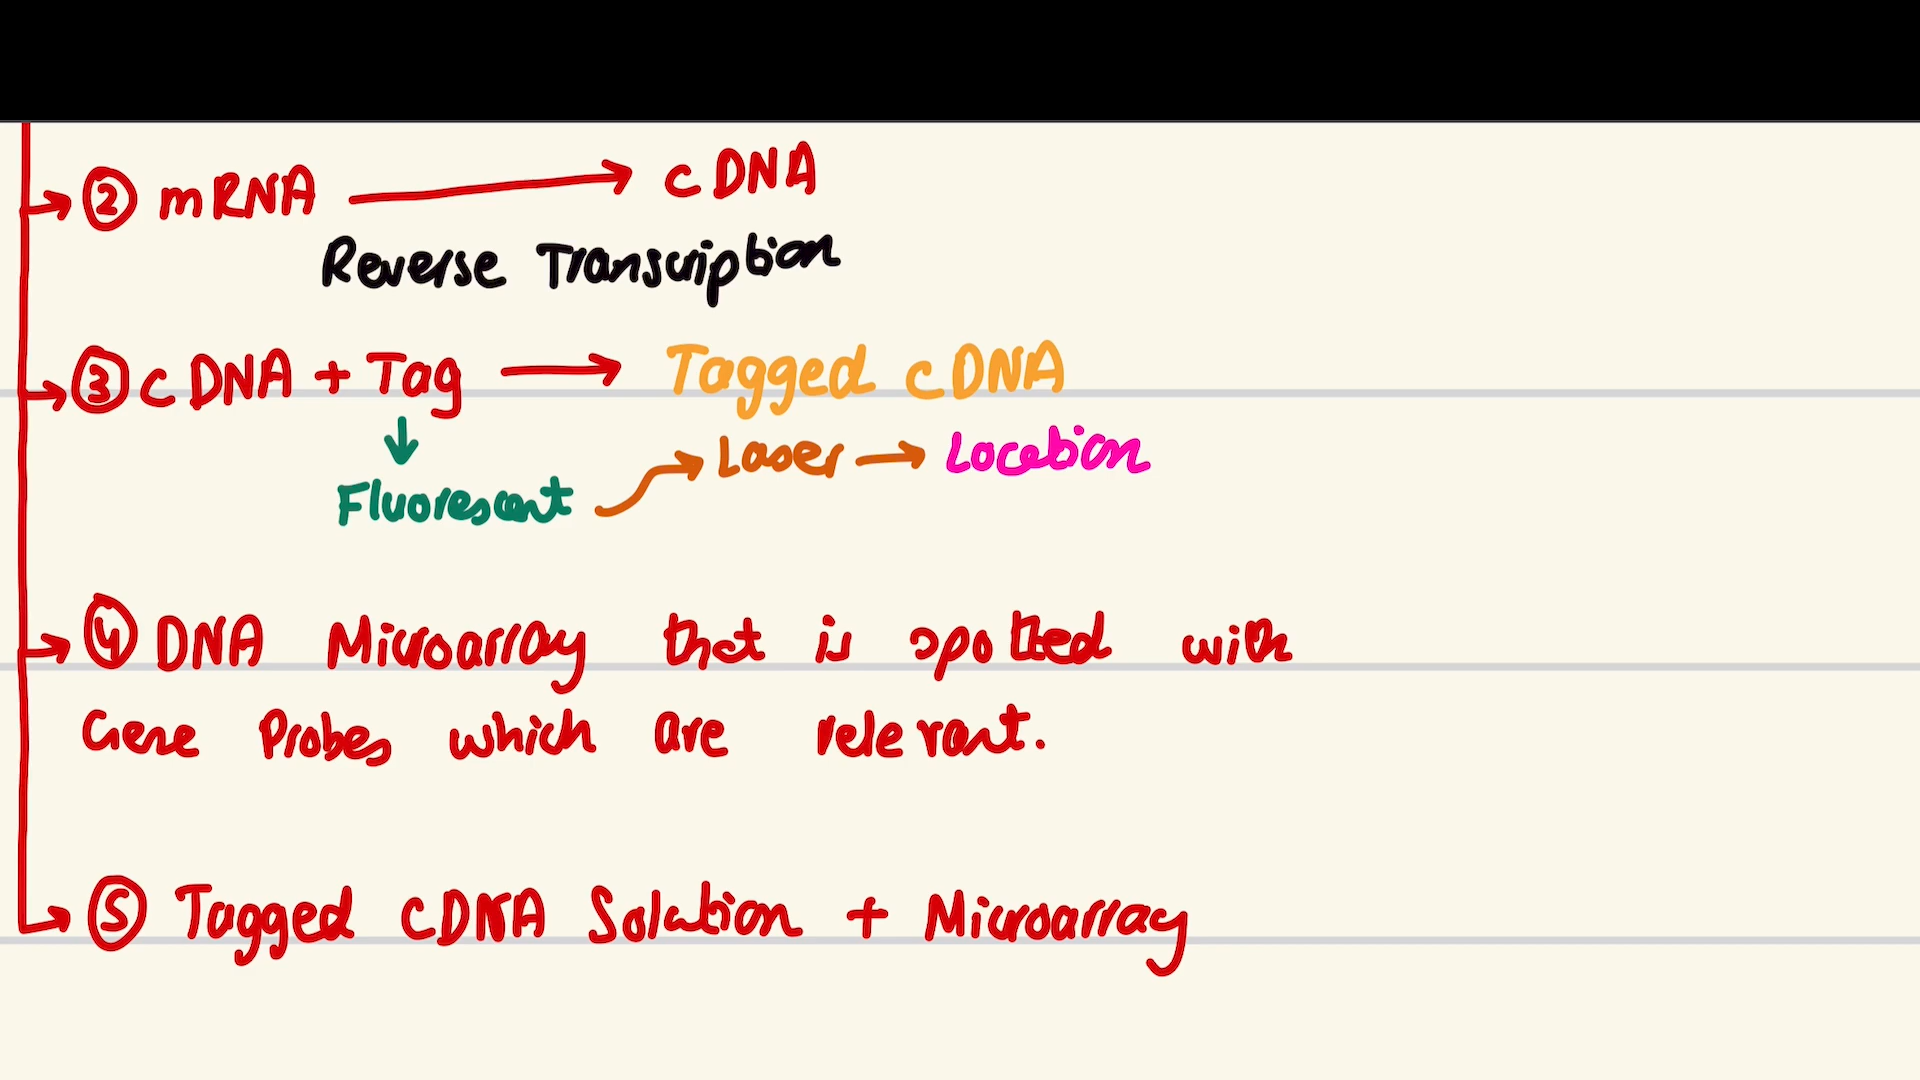 ② mRNA → cDNA
Reverse Transcription
③ cDNA + Tag → Tagged cDNA
↓
Fluorescent → Laser → Location
④ DNA Microarray that is spotted with
Gene Probes which are relevant.
⑤ Tagged cDNA Solution + Microarray